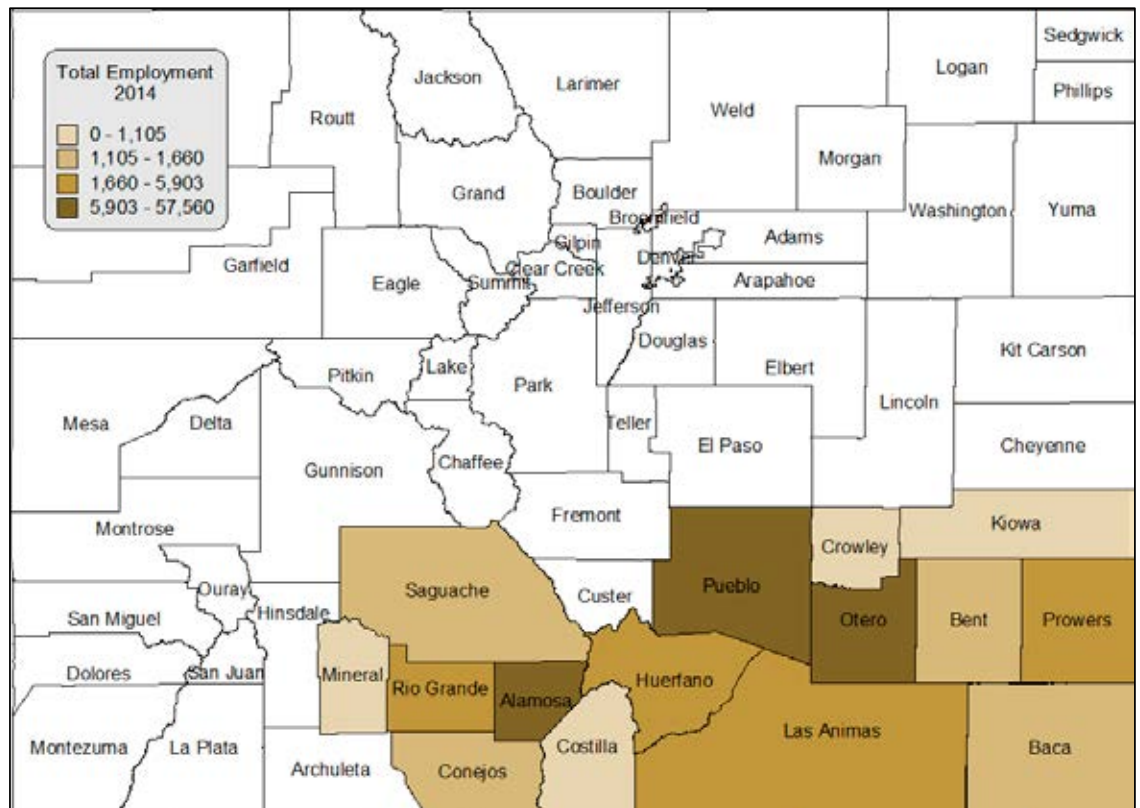 Total Employment
2014
0 - 1,105
1,105 - 1,660
1,660 - 5,903
5,903 - 57,560
Jackson
Larimer
Routt
Weld
Logan
Sedgwick
Phillips
Morgan
Grand
Boulder
Broomfield
Washington
Yuma
Gilpin
Adams
Denver
Garfield
Eagle
Summit
Clear Creek
Arapahoe
Jefferson
Douglas
Kit Carson
Pitkin
Lake
Park
Elbert
Lincoln
Mesa
Delta
Teller
El Paso
Cheyenne
Gunnison
Chaffee
Montrose
Fremont
Crowley
Kiowa
Ouray
Saguache
Custer
Pueblo
San Miguel
Hinsdale
Otero
Bent
Prowers
Dolores
San Juan
Mineral
Rio Grande
Alamosa
Huerfano
Montezuma
La Plata
Archuleta
Conejos
Costilla
Las Animas
Baca